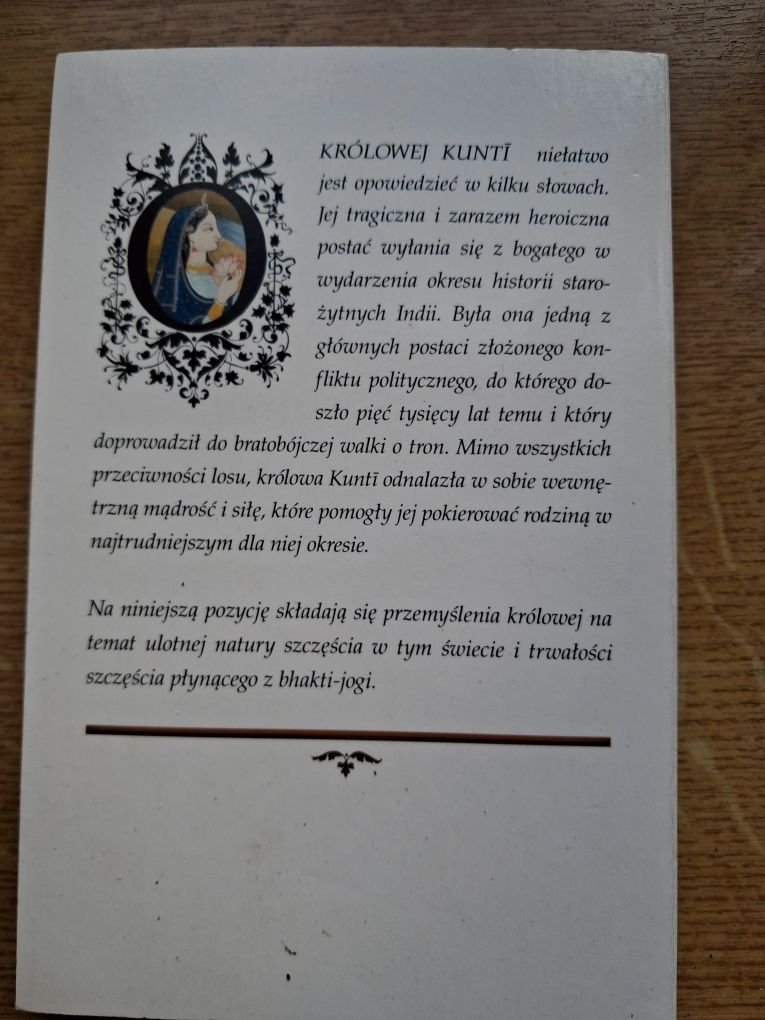 O KRÓLOWEJ KUNTĪ niełatwo
jest opowiedzieć w kilku słowach.
Jej tragiczna i zarazem heroiczna
postać wyłania się z bogatego w
wydarzenia okresu historii staro-
żytnych Indii. Była ona jedną z
głównych postaci złożonego kon-
fliktu politycznego, do którego do-
szło pięć tysięcy lat temu i który
doprowadził do bratobójczej walki o tron. Mimo wszystkich
przeciwności losu, królowa Kuntī odnalazła w sobie wewnę-
trzną mądrość i siłę, które pomogły jej pokierować rodziną w
najtrudniejszym dla niej okresie.
Na niniejszą pozycję składają się przemyślenia królowej na
temat ulotnej natury szczęścia w tym świecie i trwałości
szczęścia płynącego z bhakti-jogi.